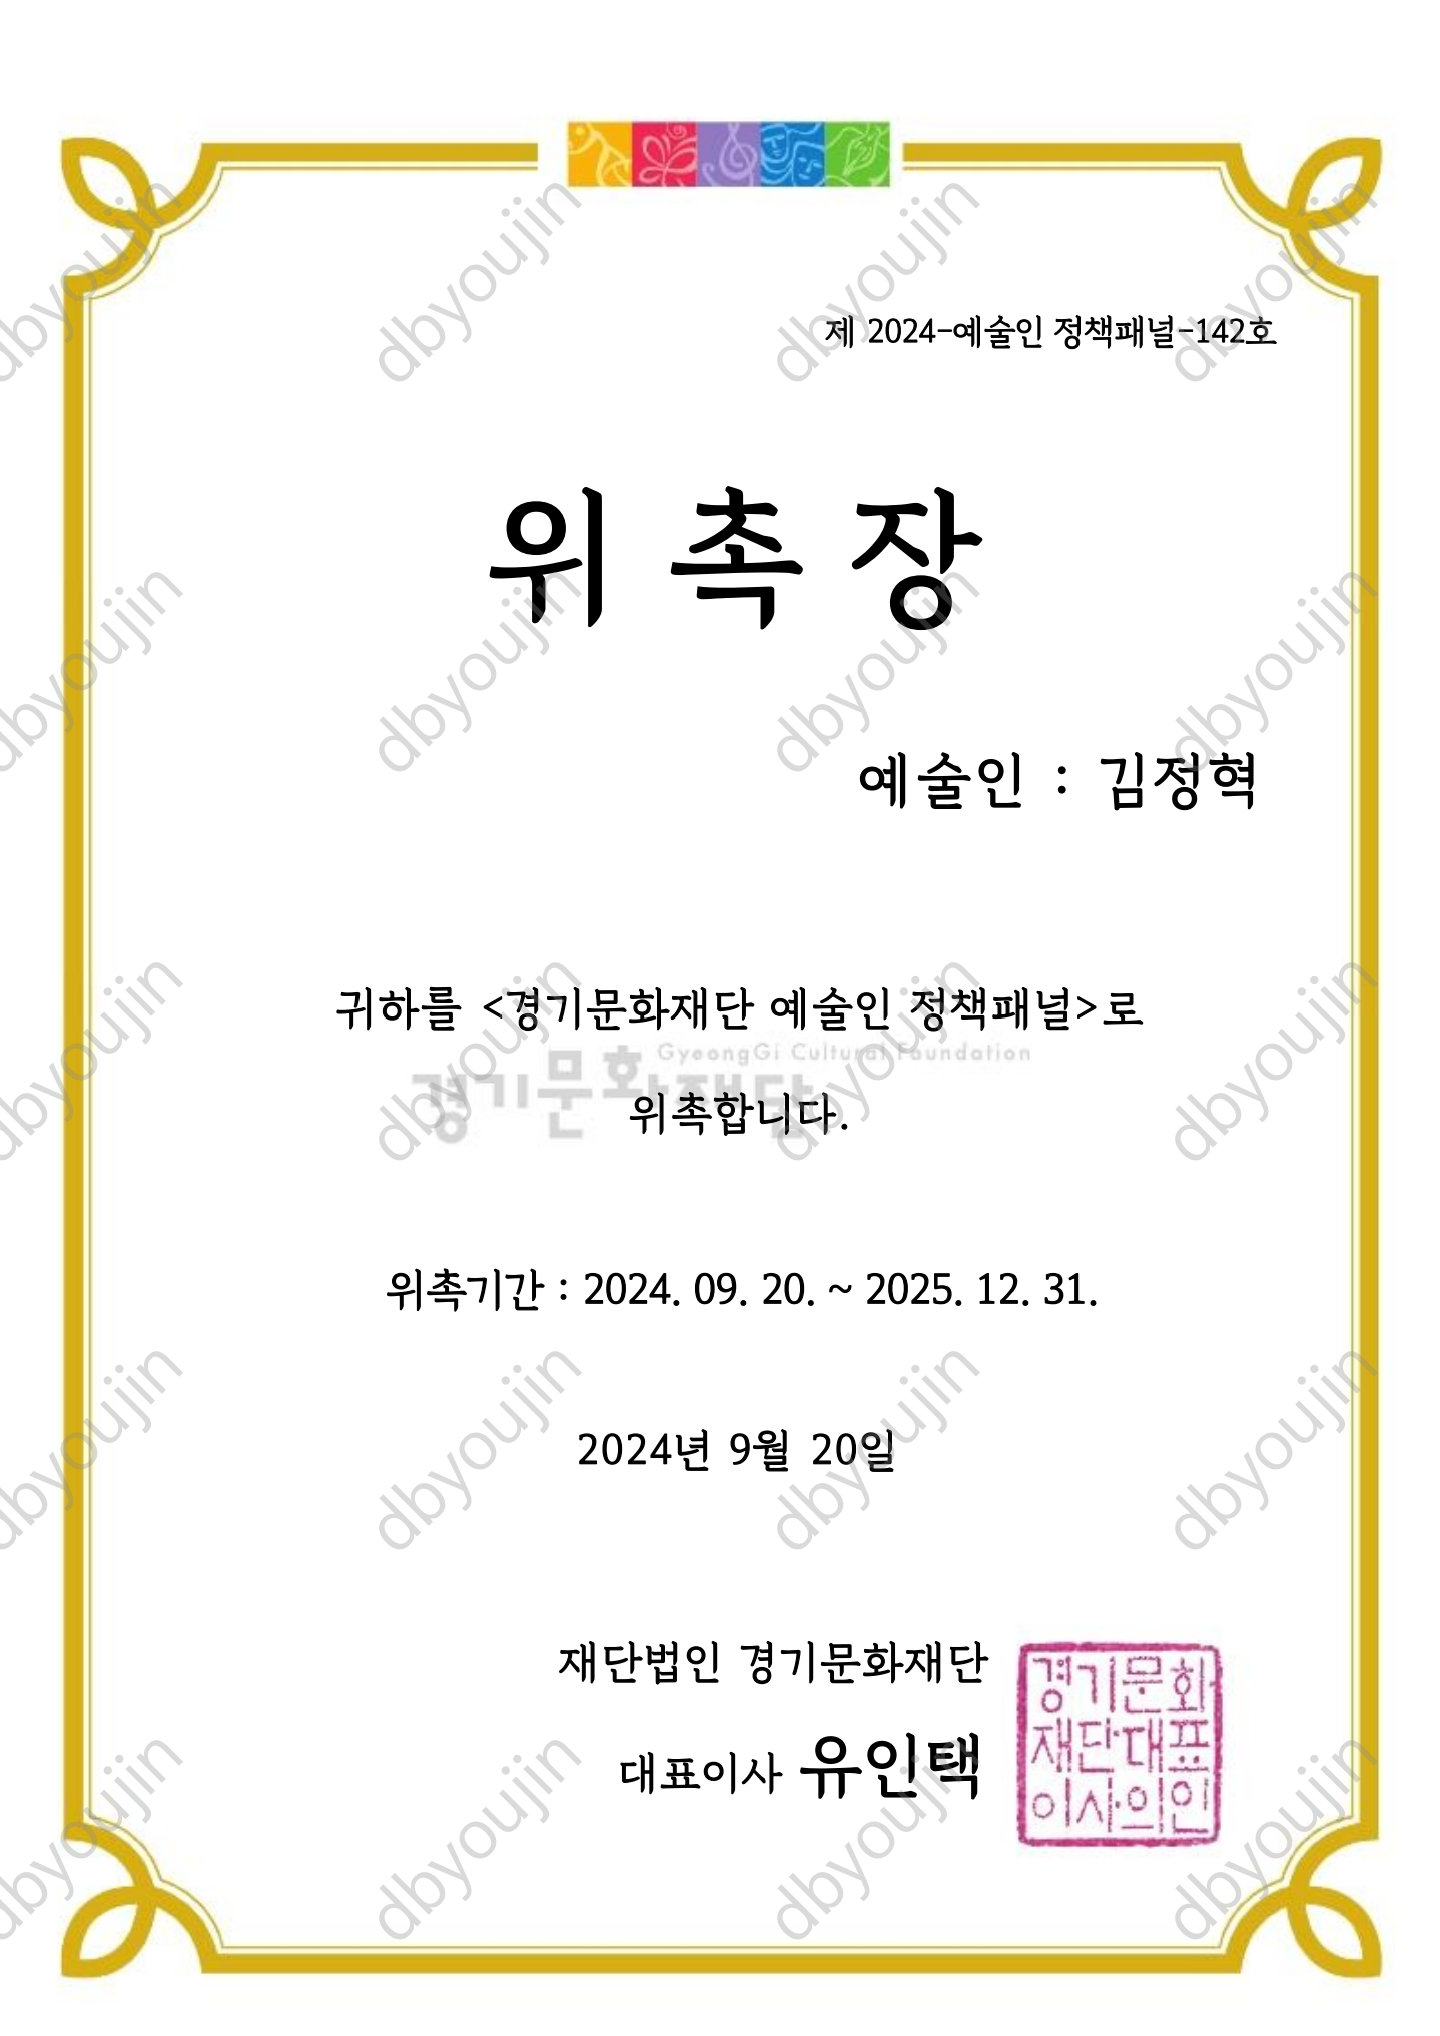 제 2024-예술인 정책패널-142호
위 촉 장
예술인 : 김정혁
귀하를 <경기문화재단 예술인 정책패널>로
GyeongGi Cultural Foundation
경기문화재단
위촉합니다.
위촉기간 : 2024. 09. 20. ~ 2025. 12. 31.
2024년 9월 20일
재단법인 경기문화재단
대표이사 유인택
경기문화
재단대표
이사의인
dbyoujin